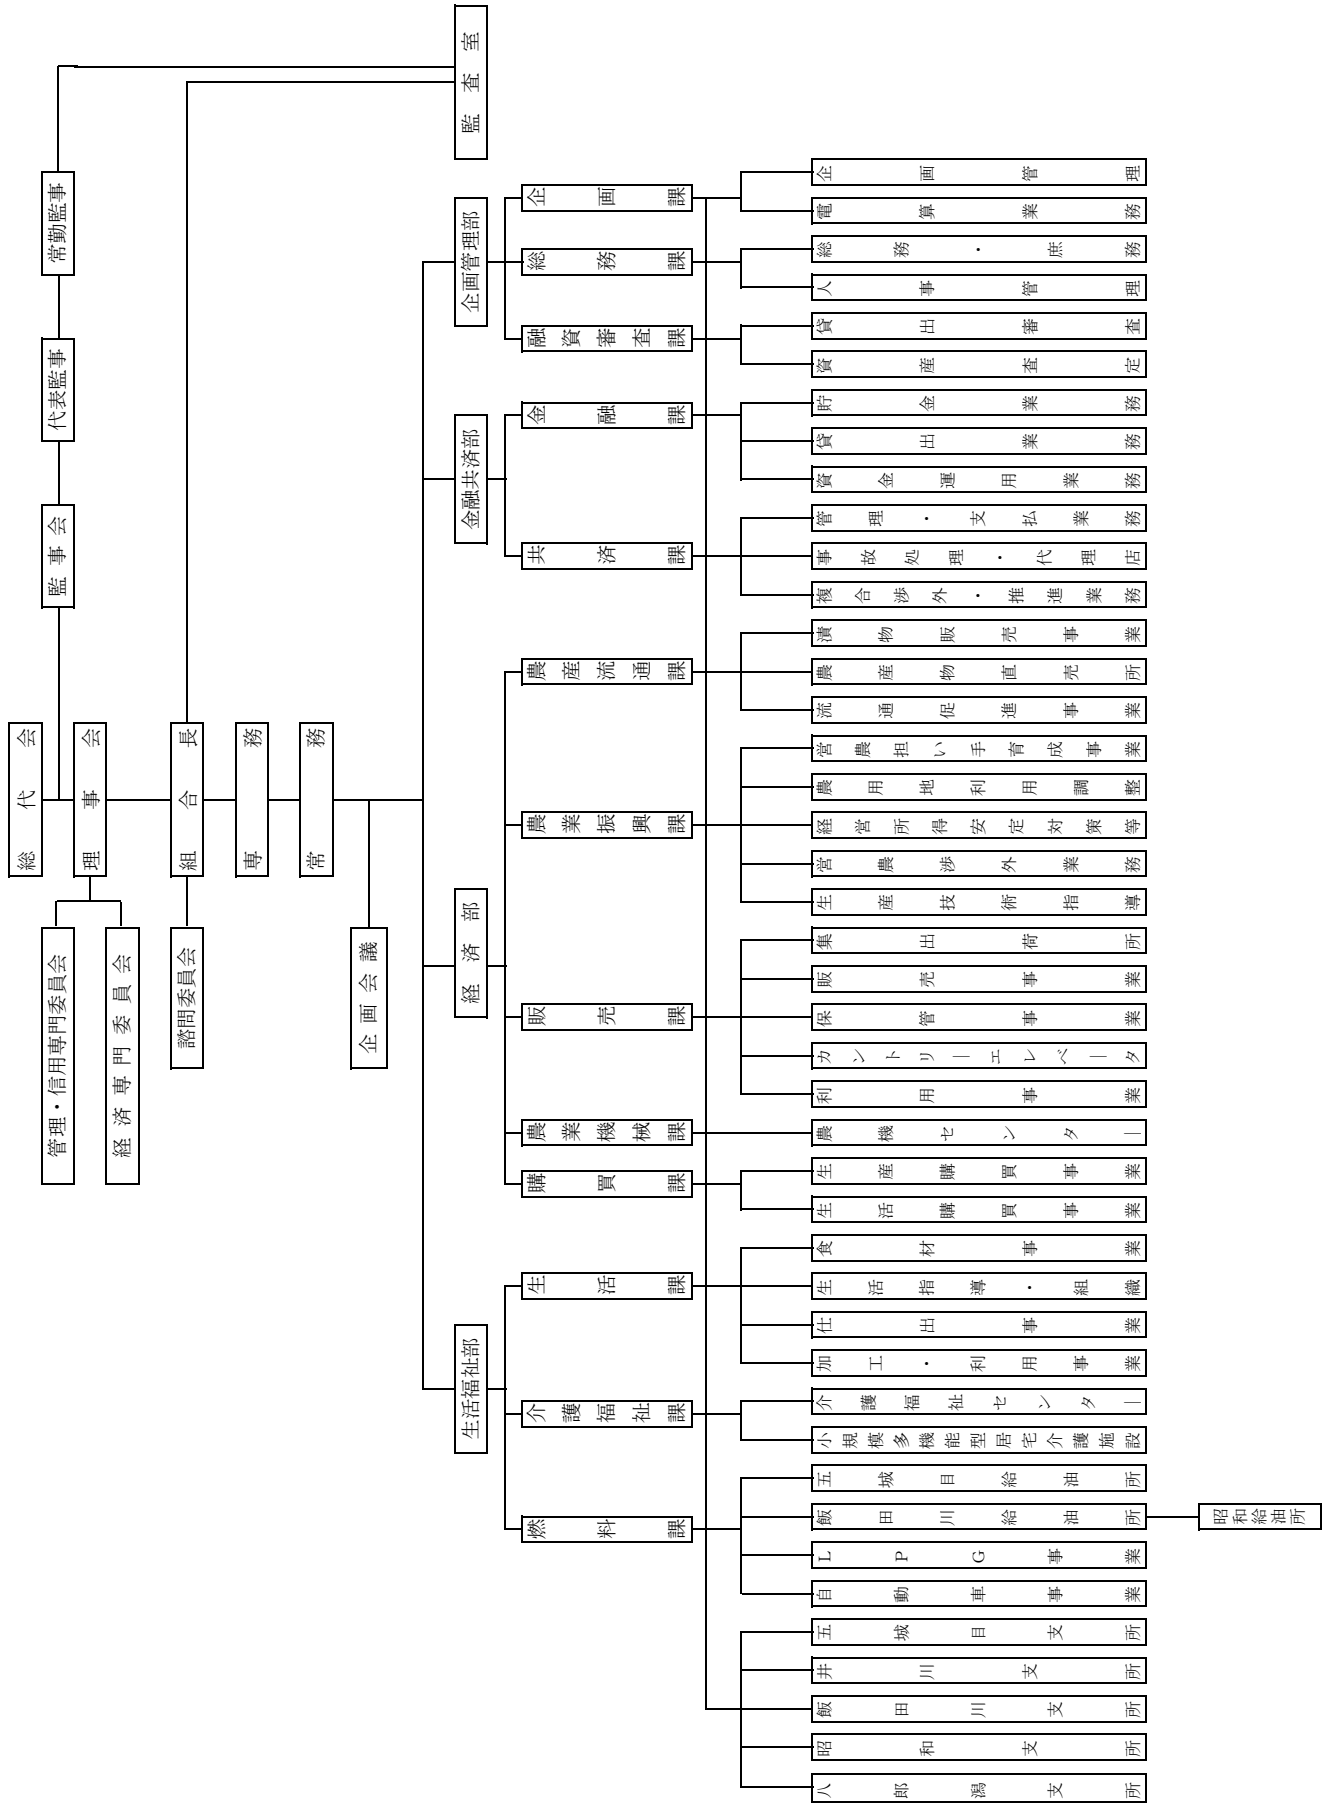 総代会
理事会
監事会
代表監事
常勤監事
監査室
管理・信用専門委員会
経済専門委員会
組合長
諮問委員会
専務
常務
企画会議
企画管理部
企画課
企画管理
電算業務
総務課
総務・庶務
人事管理
融資審査課
貸出審査
資産査定
金融共済部
金融課
貯金業務
貸出業務
資金運用業務
共済課
管理・支払業務
事故処理・代理店
複合渉外・推進業務
経済部
農産流通課
漬物販売事業
農産物直売所
流通促進事業
農業振興課
営農担い手育成事業
農用地利用調整
経営所得安定対策等
営農渉外業務
生産技術指導
販売課
集出荷所
販売事業
保管事業
カントリーエレベータ
利用事業
農業機械課
農機センター
購買課
生産購買事業
生活購買事業
生活福祉部
生活課
食材事業
生活指導・組織
仕出事業
加工・利用事業
介護福祉課
介護福祉センター
小規模多機能型居宅介護施設
燃料課
五城目給油所
飯田川給油所
昭和給油所
LPG事業
自動車事業
五城目支所
井川支所
飯田川支所
昭和支所
八郎潟支所